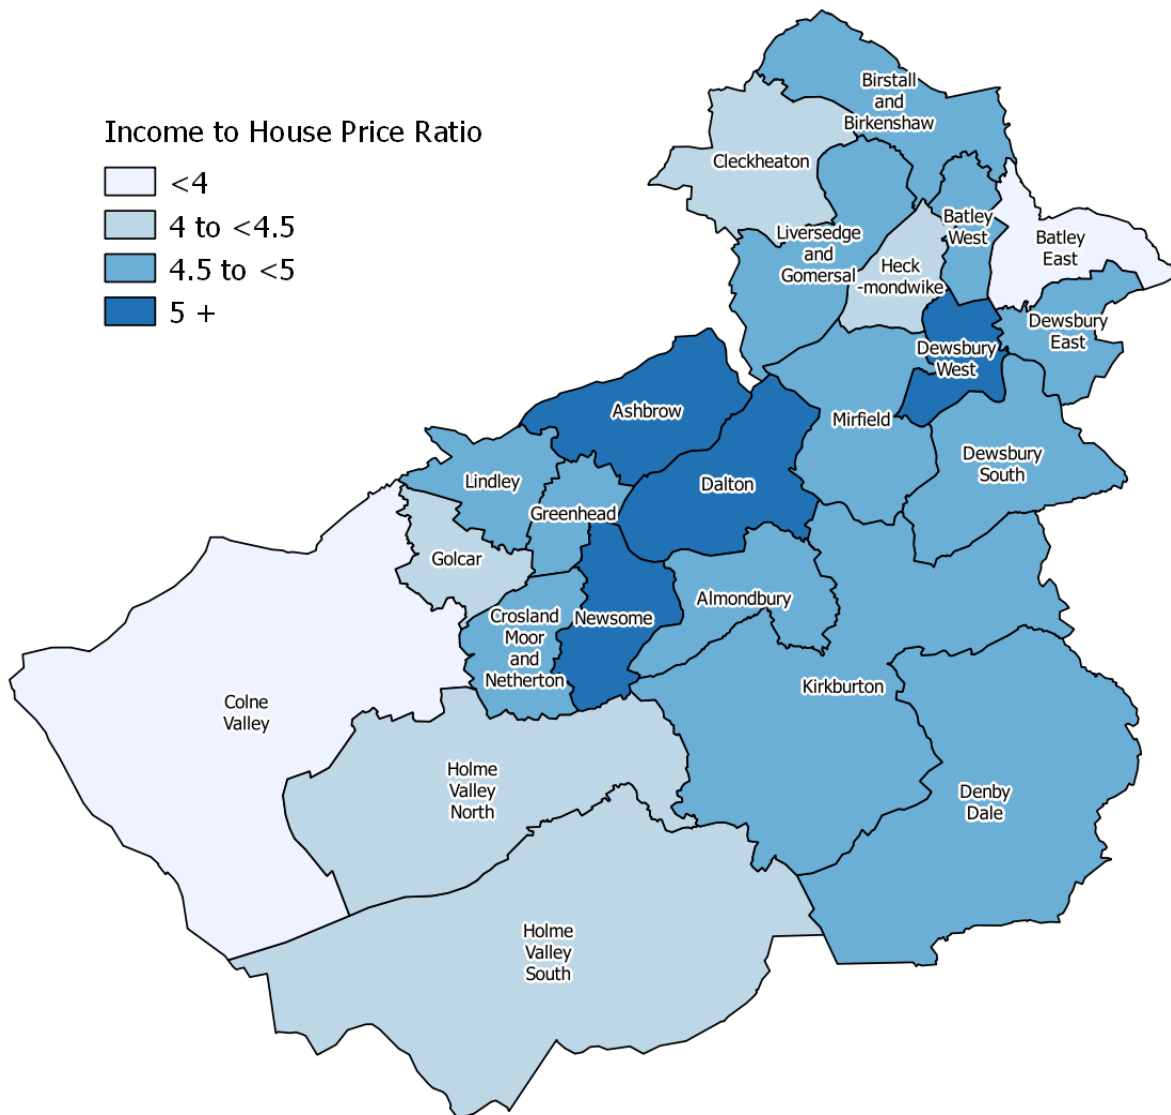 Income to House Price Ratio
<4
4 to <4.5
4.5 to <5
5 +
Birstall
and
Birkenshaw
Cleckheaton
Batley
West
Batley
East
Liversedge
and
Gomersal
Heck
-mondwike
Dewsbury
East
Dewsbury
West
Ashbrow
Mirfield
Dewsbury
South
Lindley
Dalton
Greenhead
Golcar
Almondbury
Crosland
Moor
and
Netherton
Newsome
Kirkburton
Colne
Valley
Holme
Valley
North
Denby
Dale
Holme
Valley
South